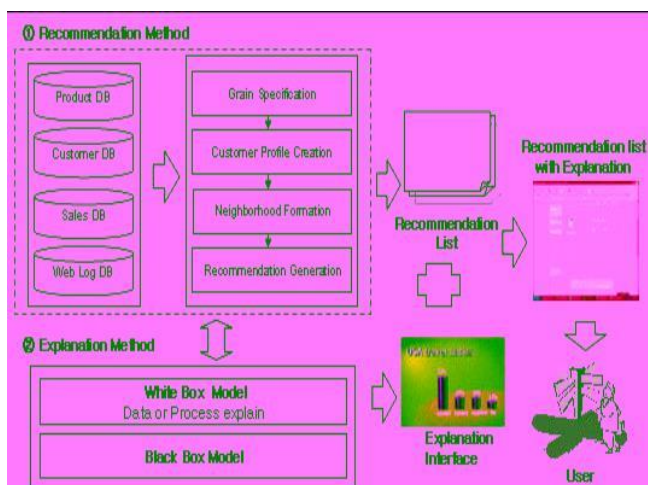 ① Recommendation Method
Product DB
Customer DB
Sales DB
Web Log DB
Grain Specification
Customer Profile Creation
Neighborhood Formation
Recommendation Generation
Recommendation
List
Recommendation list
with Explanation
② Explanation Method
White Box Model
Data or Process explain
Black Box Model
Explanation
Interface
User